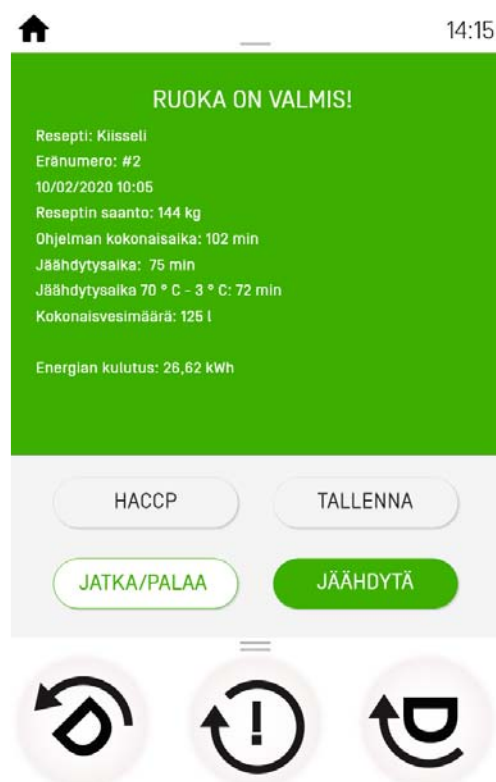 14:15
RUOKA ON VALMIS!
Resepti: Kiisseli
Eränumero: #2
10/02/2020 10:05
Reseptin saanto: 144 kg
Ohjelman kokonaisaika: 102 min
Jäähdytysaika: 75 min
Jäähdytysaika 70 ° C - 3 ° C: 72 min
Kokonaisvesimäärä: 125 l
Energian kulutus: 26,62 kWh
HACCP TALLENNA
JATKA/PALAA JÄÄHDYTÄ